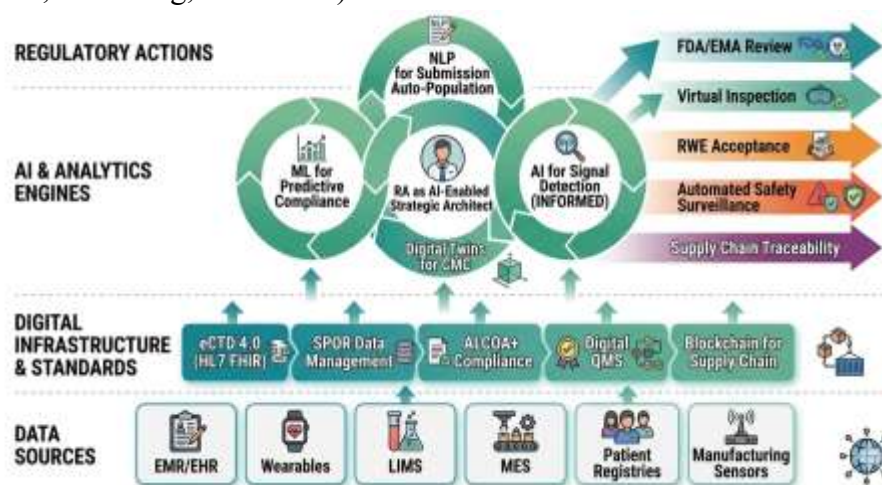 REGULATORY ACTIONS
NLP
for Submission
Auto-Population
FDA/EMA Review
Virtual Inspection
AI & ANALYTICS
ENGINES
ML for
Predictive
Compliance
RA as AI-Enabled
Strategic Architect
AI for Signal
Detection
(INFORMED)
RWE Acceptance
Automated Safety
Surveillance
Digital Twins
for CMC
Supply Chain Traceability
DIGITAL
INFRASTRUCTURE
& STANDARDS
eCTD 4.0
(HL7 FHIR)
SPOR Data
Management
ALCOA+
Compliance
Digital
QMS
Blockchain for
Supply Chain
DATA
SOURCES
EMR/EHR
Wearables
LIMS
MES
Patient
Registries
Manufacturing
Sensors